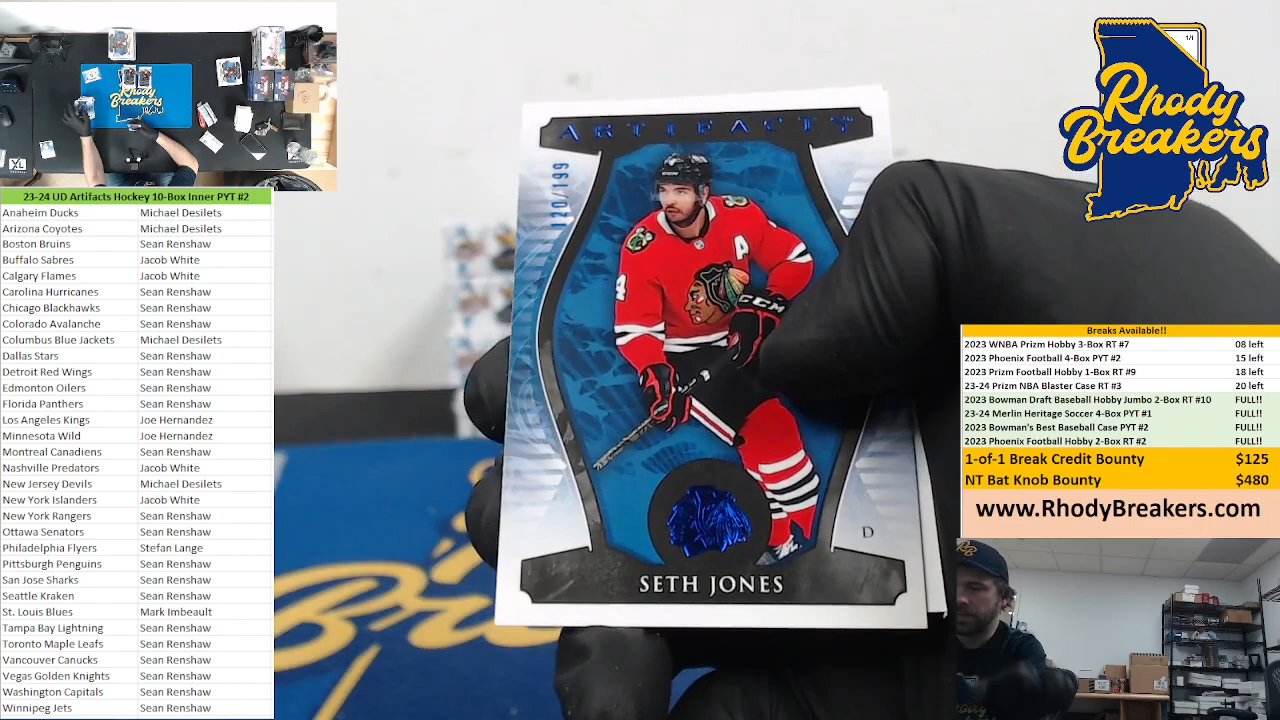 Rhody
Breakers
XL
23-24 UD Artifacts Hockey 10-Box Inner PYT #2
Anaheim Ducks Michael Desilets
Arizona Coyotes Michael Desilets
Boston Bruins Sean Renshaw
Buffalo Sabres Jacob White
Calgary Flames Jacob White
Carolina Hurricanes Sean Renshaw
Chicago Blackhawks Sean Renshaw
Colorado Avalanche Sean Renshaw
Columbus Blue Jackets Michael Desilets
Dallas Stars Sean Renshaw
Detroit Red Wings Sean Renshaw
Edmonton Oilers Sean Renshaw
Florida Panthers Sean Renshaw
Los Angeles Kings Joe Hernandez
Minnesota Wild Joe Hernandez
Montreal Canadiens Sean Renshaw
Nashville Predators Jacob White
New Jersey Devils Michael Desilets
New York Islanders Jacob White
New York Rangers Sean Renshaw
Ottawa Senators Sean Renshaw
Philadelphia Flyers Stefan Lange
Pittsburgh Penguins Sean Renshaw
San Jose Sharks Sean Renshaw
Seattle Kraken Sean Renshaw
St. Louis Blues Mark Imbeault
Tampa Bay Lightning Sean Renshaw
Toronto Maple Leafs Sean Renshaw
Vancouver Canucks Sean Renshaw
Vegas Golden Knights Sean Renshaw
Washington Capitals Sean Renshaw
Winnipeg Jets Sean Renshaw
ARTIFACTS
120/199
A
4
CCM
D
SETH JONES
1/1
Rhody
Breakers
Breaks Available!!
2023 WNBA Prizm Hobby 3-Box RT #7 08 left
2023 Phoenix Football 4-Box PYT #2 15 left
2023 Prizm Football Hobby 1-Box RT #9 18 left
23-24 Prizm NBA Blaster Case RT #3 20 left
2023 Bowman Draft Baseball Hobby Jumbo 2-Box RT #10 FULL!!
23-24 Merlin Heritage Soccer 4-Box PYT #1 FULL!!
2023 Bowman's Best Baseball Case PYT #2 FULL!!
2023 Phoenix Football Hobby 2-Box RT #2 FULL!!
1-of-1 Break Credit Bounty $125
NT Bat Knob Bounty $480
www.RhodyBreakers.com